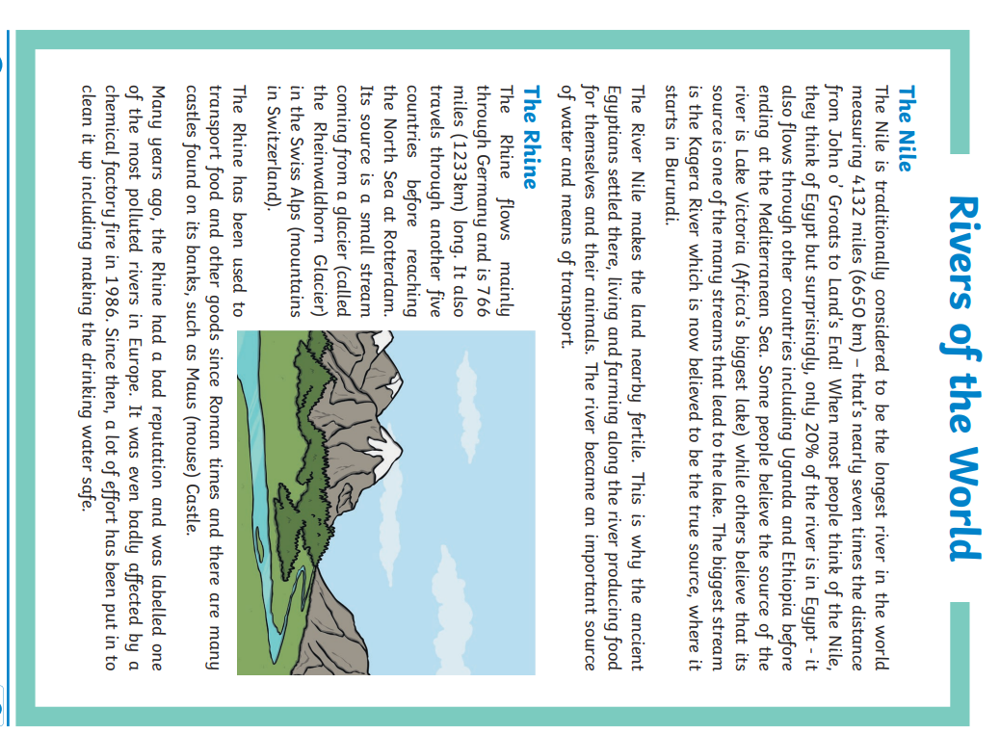 Rivers of the World
The Nile
The Nile is traditionally considered to be the longest river in the world
measuring 4132 miles (6650 km) – that's nearly seven times the distance
from John o' Groats to Land's End! When most people think of the Nile,
they think of Egypt but surprisingly, only 20% of the river is in Egypt - it
also flows through other countries including Uganda and Ethiopia before
ending at the Mediterranean Sea. Some people believe the source of the
river is Lake Victoria (Africa's biggest lake) while others believe that its
source is one of the many streams that lead to the lake. The biggest stream
is the Kagera River which is now believed to be the true source, where it
starts in Burundi.
The River Nile makes the land nearby fertile. This is why the ancient
Egyptians settled there, living and farming along the river producing food
for themselves and their animals. The river became an important source
of water and means of transport.
The Rhine
The Rhine flows mainly
through Germany and is 766
miles (1233km) long. It also
travels through another five
countries before reaching
the North Sea at Rotterdam.
Its source is a small stream
coming from a glacier (called
the Rheinwaldhorn Glacier)
in the Swiss Alps (mountains
in Switzerland).
The Rhine has been used to
transport food and other goods since Roman times and there are many
castles found on its banks, such as Maus (mouse) Castle.
Many years ago, the Rhine had a bad reputation and was labelled one
of the most polluted rivers in Europe. It was even badly affected by a
chemical factory fire in 1986. Since then, a lot of effort has been put in to
clean it up including making the drinking water safe.